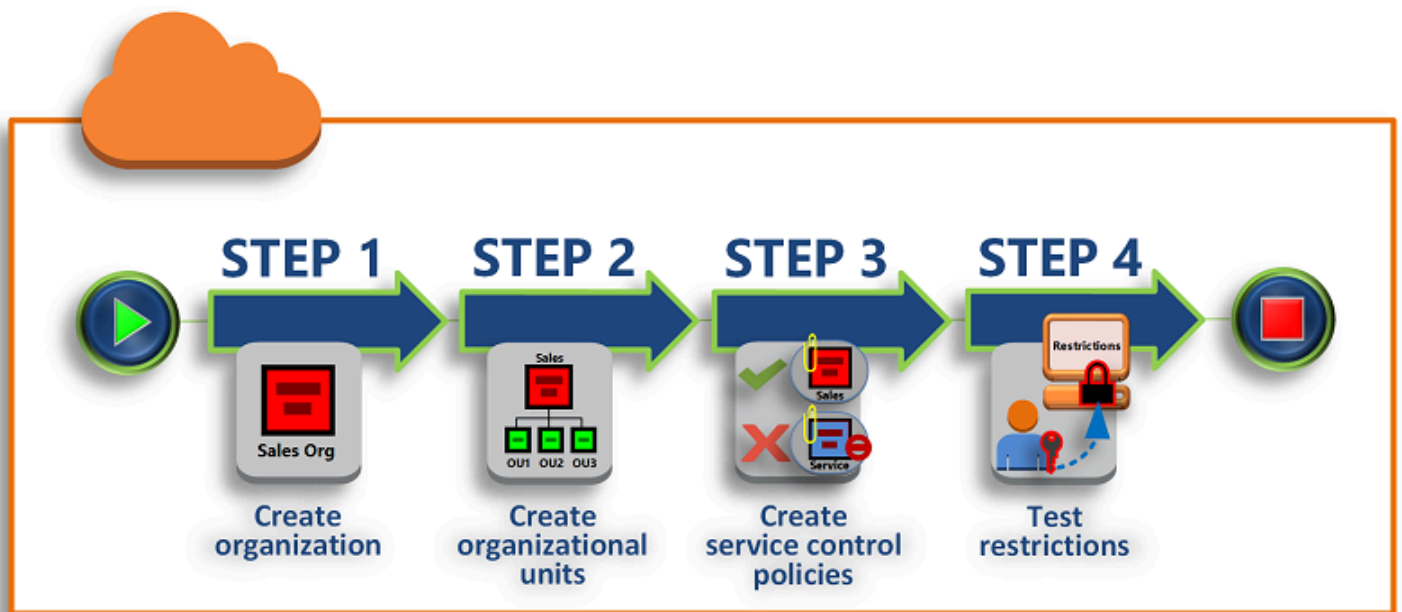 STEP 1
STEP 2
STEP 3
STEP 4
Sales Org
Sales
OU1 OU2 OU3
Sales
Service
Restrictions
Create
organization
Create
organizational
units
Create
service control
policies
Test
restrictions